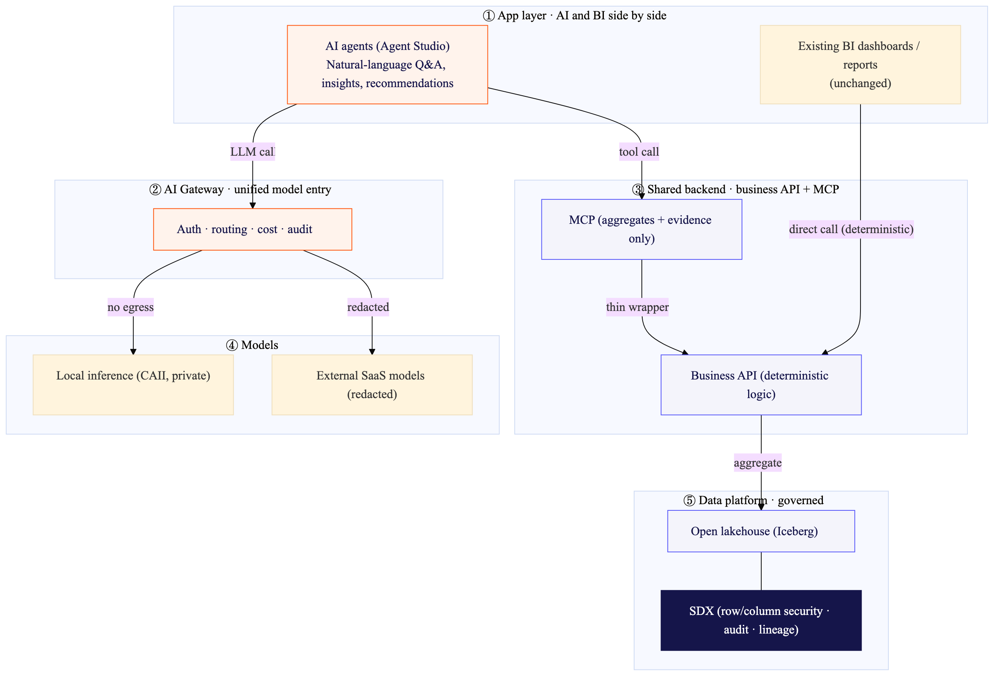 ① App layer · AI and BI side by side
AI agents (Agent Studio)
Natural-language Q&A,
insights, recommendations
Existing BI dashboards /
reports
(unchanged)
LLM call
tool call
② AI Gateway · unified model entry
Auth · routing · cost · audit
③ Shared backend · business API + MCP
MCP (aggregates + evidence
only)
direct call (deterministic)
no egress
redacted
thin wrapper
④ Models
Local inference (CAII, private)
External SaaS models
(redacted)
Business API (deterministic
logic)
aggregate
⑤ Data platform · governed
Open lakehouse (Iceberg)
SDX (row/column security ·
audit · lineage)